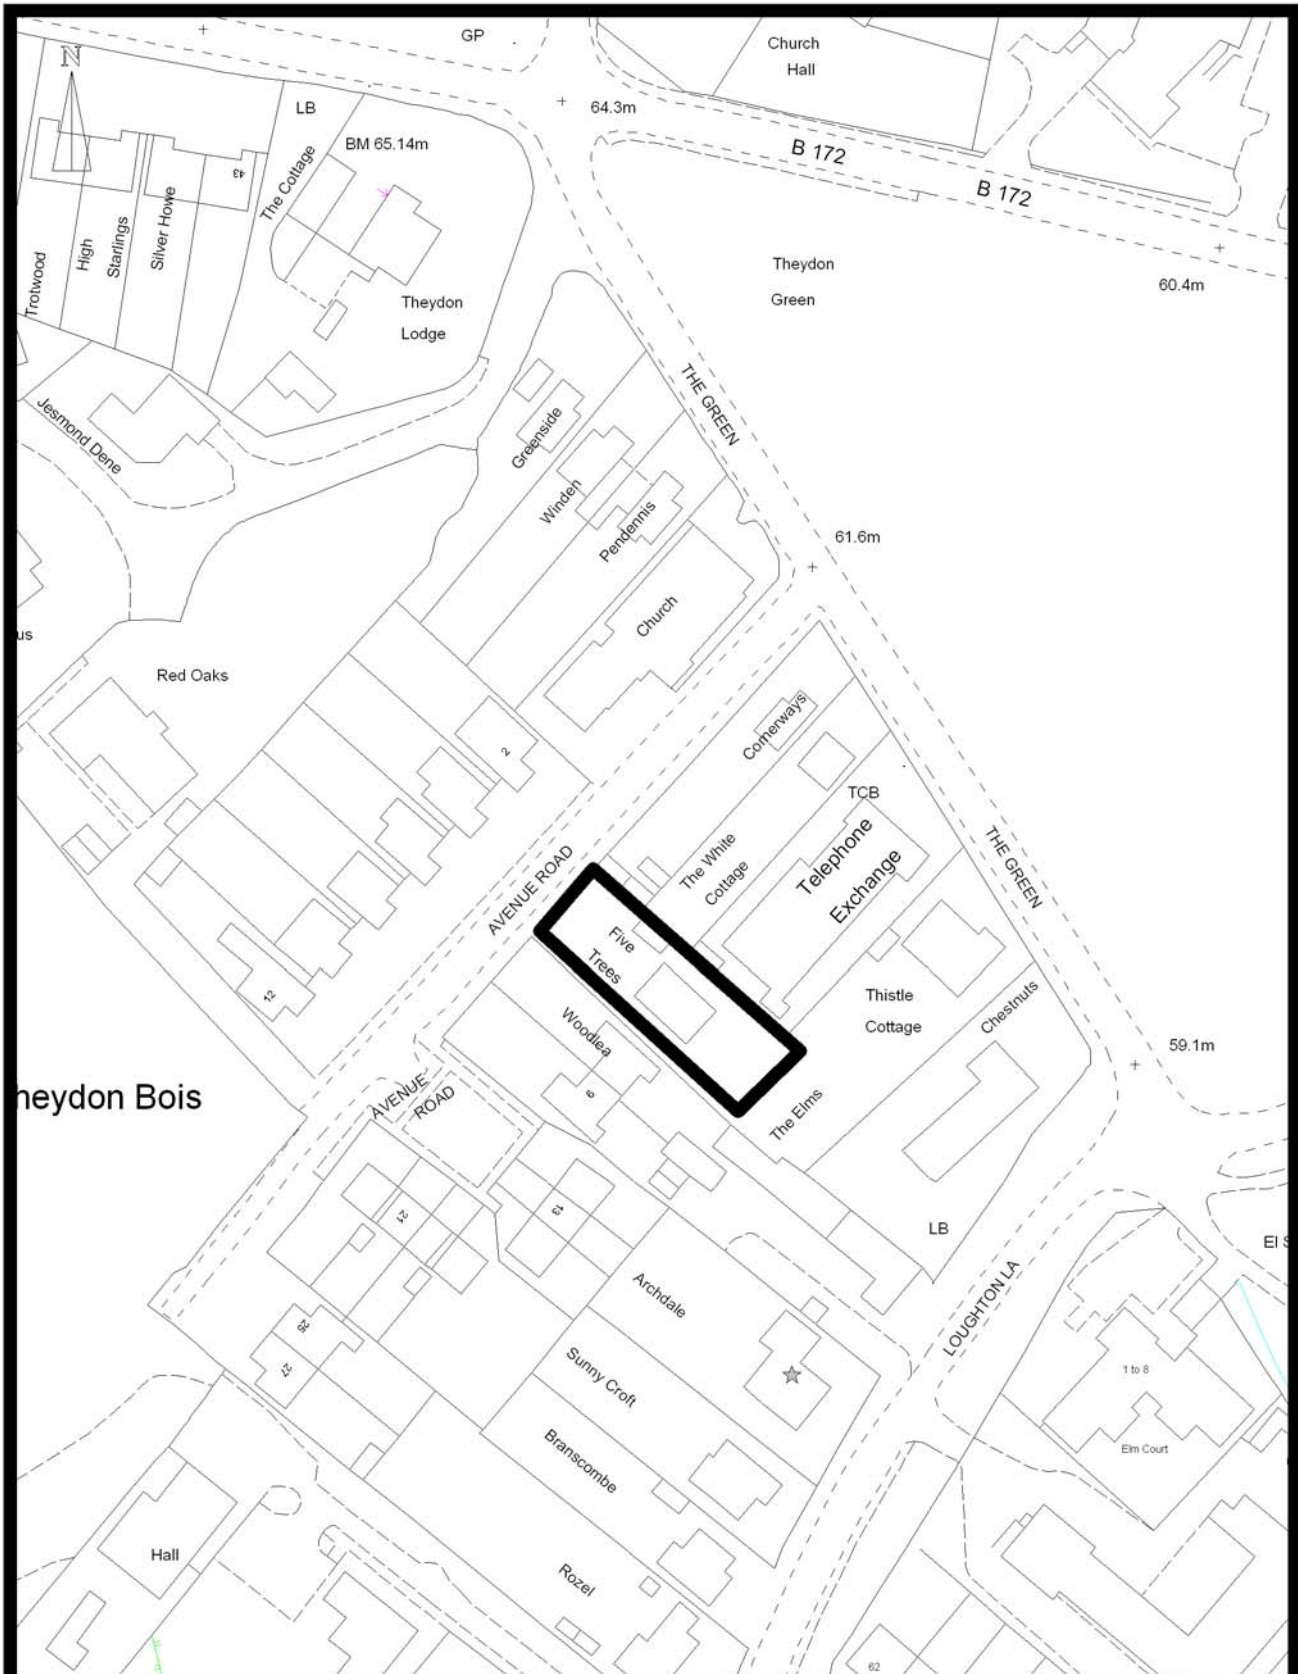 GP
Church
Hall
N
LB
64.3m
BM 65.14m
B 172
B 172
43
The Cottage
Trotwood
High
Starlings
Silver Howe
Theydon
Green
60.4m
Theydon
Lodge
THE GREEN
Jesmond Dene
Greenside
Winden
Pendennis
61.6m
Church
us
Red Oaks
2
Cornerways
TCB
The White
Cottage
Telephone
Exchange
THE GREEN
AVENUE ROAD
Five
Trees
12
Woodlea
Thistle
Cottage
Chestnuts
59.1m
heydon Bois
AVENUE
ROAD
6
The Elms
21
13
LB
El S
Archdale
LOUGHTON LA
25
27
Sunny Croft
1 to 8
Elm Court
Branscombe
Hall
Rozel
62